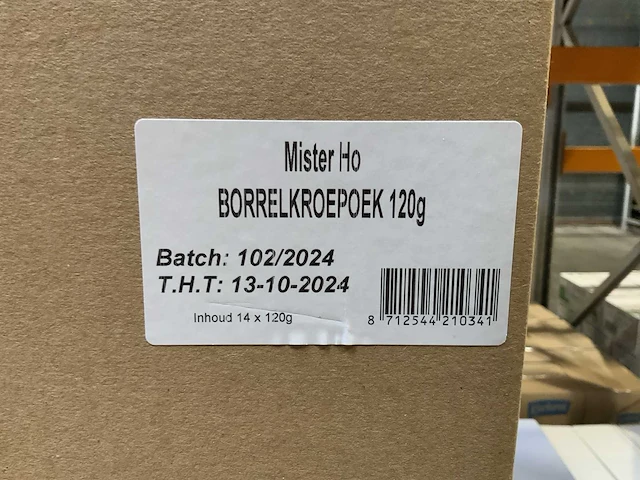 Mister Ho
BORRELKROEPOEK 120g
Batch: 102/2024
T.H.T: 13-10-2024
Inhoud 14 x 120g
8 712544 210341